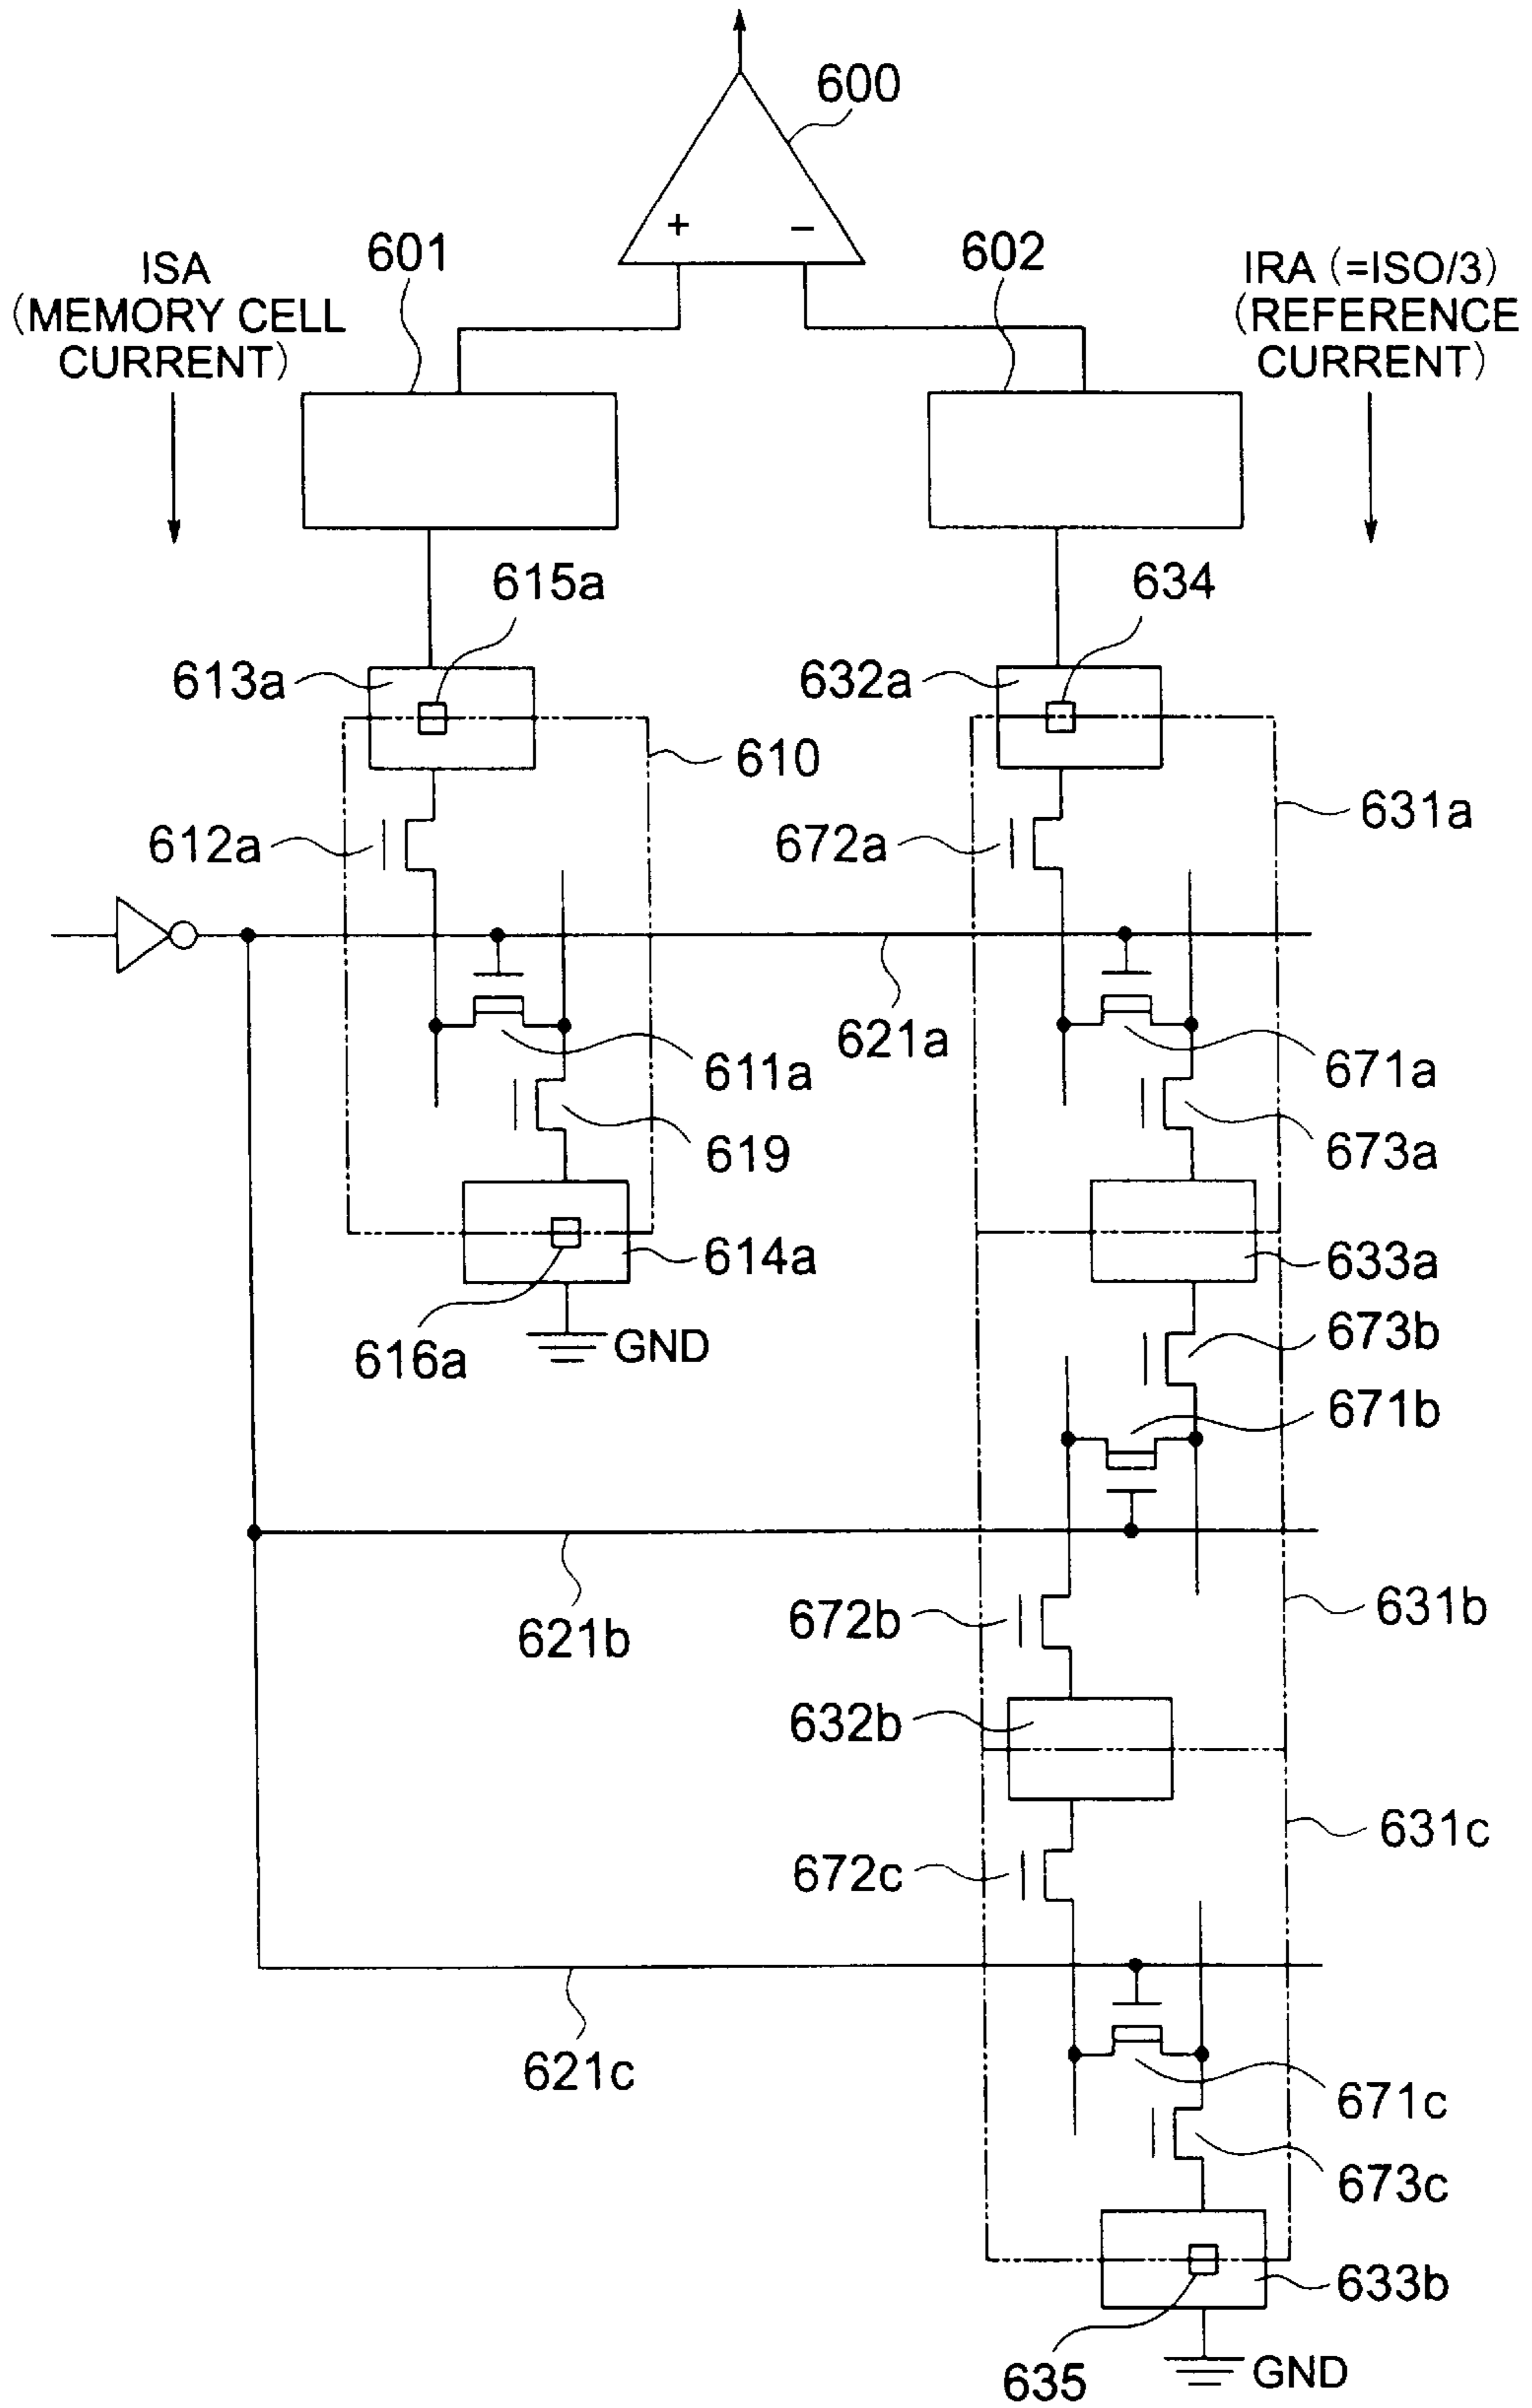 600
+
−
ISA
(MEMORY CELL
CURRENT)
601
602
IRA (=ISO/3)
(REFERENCE
CURRENT)
615a
634
613a
632a
610
631a
612a
672a
621a
611a
671a
619
673a
614a
633a
616a
GND
673b
671b
621b
672b
631b
632b
631c
672c
621c
671c
673c
633b
635
GND